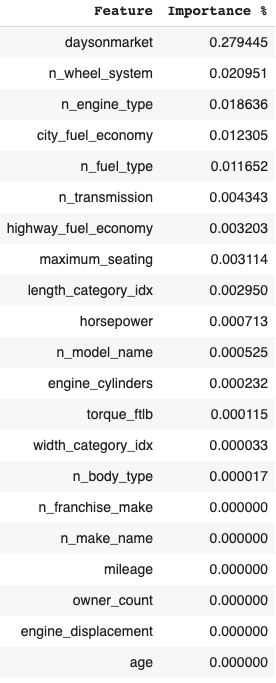 Feature Importance %
daysonmarket 0.279445
n_wheel_system 0.020951
n_engine_type 0.018636
city_fuel_economy 0.012305
n_fuel_type 0.011652
n_transmission 0.004343
highway_fuel_economy 0.003203
maximum_seating 0.003114
length_category_idx 0.002950
horsepower 0.000713
n_model_name 0.000525
engine_cylinders 0.000232
torque_ftlb 0.000115
width_category_idx 0.000033
n_body_type 0.000017
n_franchise_make 0.000000
n_make_name 0.000000
mileage 0.000000
owner_count 0.000000
engine_displacement 0.000000
age 0.000000